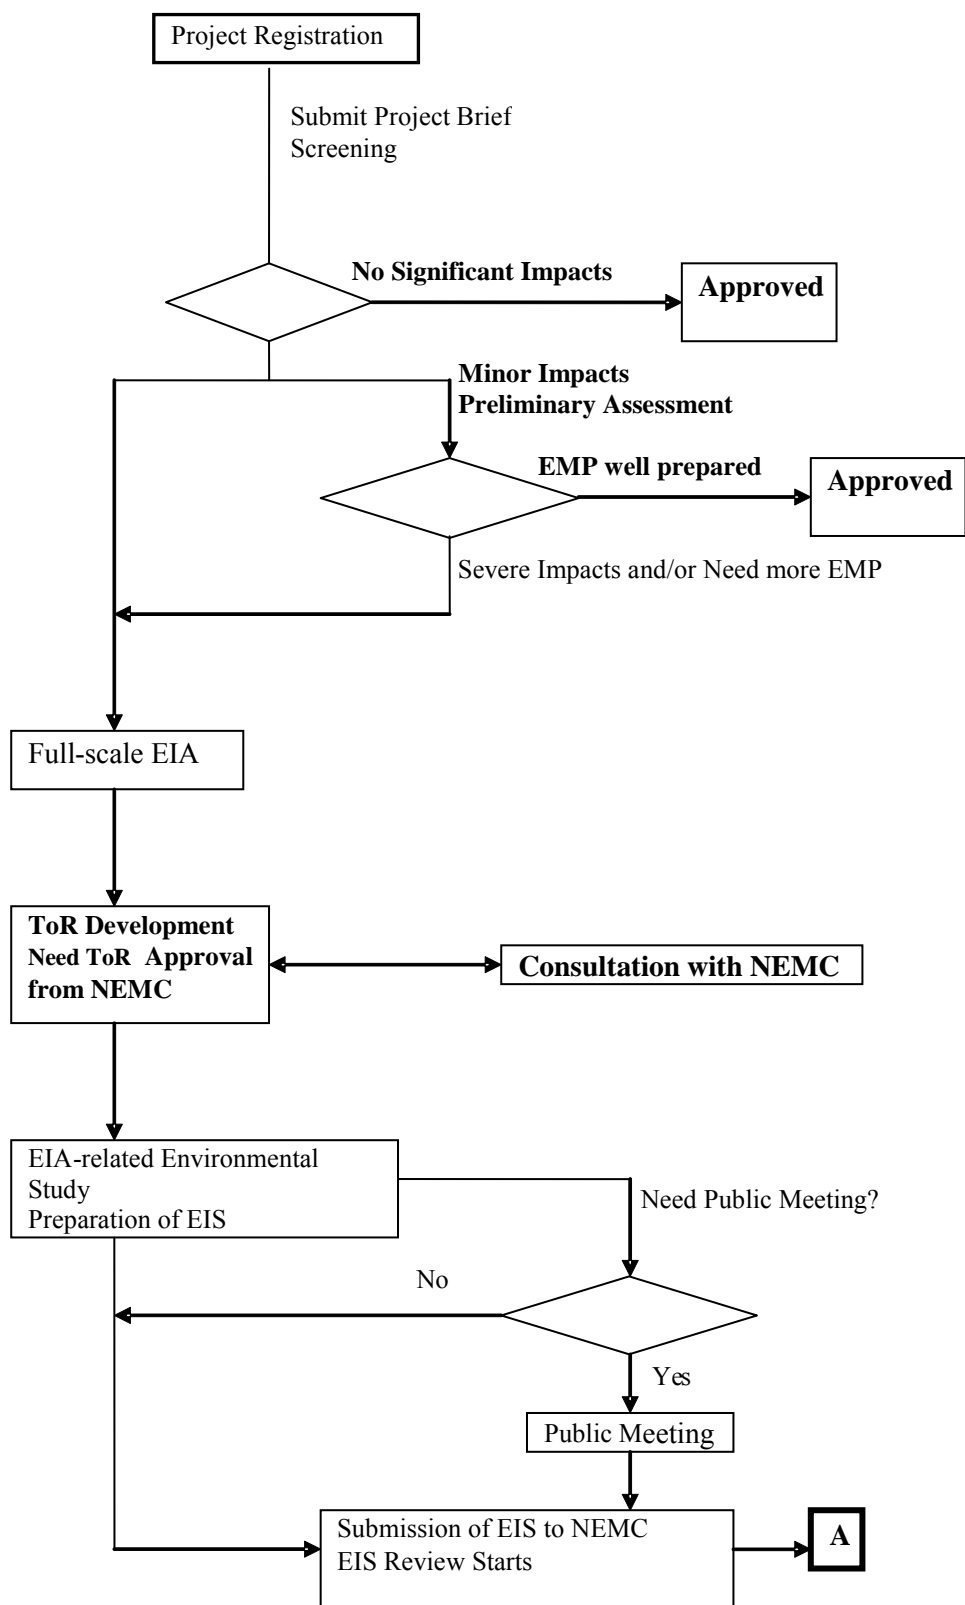 Project Registration
Submit Project Brief
Screening
No Significant Impacts
Approved
Minor Impacts
Preliminary Assessment
EMP well prepared
Approved
Severe Impacts and/or Need more EMP
Full-scale EIA
ToR Development
Need ToR Approval
from NEMC
Consultation with NEMC
EIA-related Environmental
Study
Preparation of EIS
Need Public Meeting?
No
Yes
Public Meeting
Submission of EIS to NEMC
EIS Review Starts
A